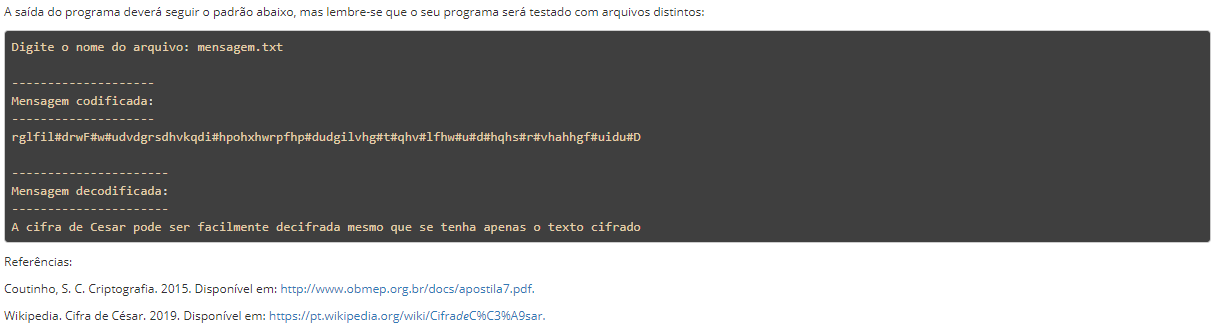 A saída do programa deverá seguir o padrão abaixo, mas lembre-se que o seu programa será testado com arquivos distintos:
Digite o nome do arquivo: mensagem.txt
--------------------
Mensagem codificada:
--------------------
rglfil#drwF#w#udvdgrsdhvkqdi#hpohxhwrpfhp#dudgilvhg#t#qhv#lfhw#u#d#hqhs#r#vhahhgf#uidu#D
----------------------
Mensagem decodificada:
----------------------
A cifra de Cesar pode ser facilmente decifrada mesmo que se tenha apenas o texto cifrado
Referências:
Coutinho, S. C. Criptografia. 2015. Disponível em: http://www.obmep.org.br/docs/apostila7.pdf.
Wikipedia. Cifra de César. 2019. Disponível em: https://pt.wikipedia.org/wiki/CifradeC%C3%A9sar.